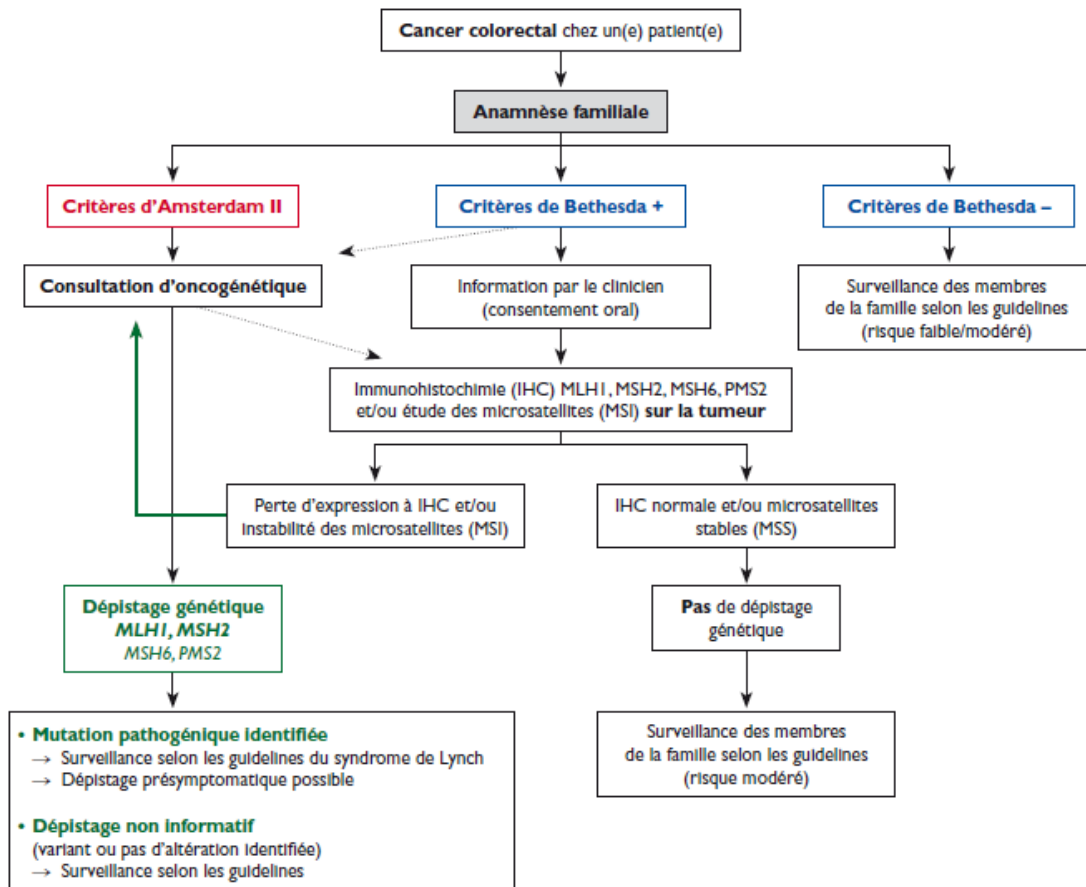 Cancer colorectal chez un(e) patient(e)
Anamnèse familiale
Critères d'Amsterdam II
Critères de Bethesda +
Critères de Bethesda –
Consultation d'oncogénétique
Information par le clinicien
(consentement oral)
Surveillance des membres
de la famille selon les guidelines
(risque faible/modéré)
Immunohistochimie (IHC) MLH1, MSH2, MSH6, PMS2
et/ou étude des microsatellites (MSI) sur la tumeur
Perte d'expression à IHC et/ou
instabilité des microsatellites (MSI)
IHC normale et/ou microsatellites
stables (MSS)
Dépistage génétique
MLH1, MSH2
MSH6, PMS2
Pas de dépistage
génétique
• Mutation pathogénique identifiée
→ Surveillance selon les guidelines du syndrome de Lynch
→ Dépistage présymptomatique possible
• Dépistage non informatif
(variant ou pas d'altération identifiée)
→ Surveillance selon les guidelines
Surveillance des membres
de la famille selon les guidelines
(risque modéré)